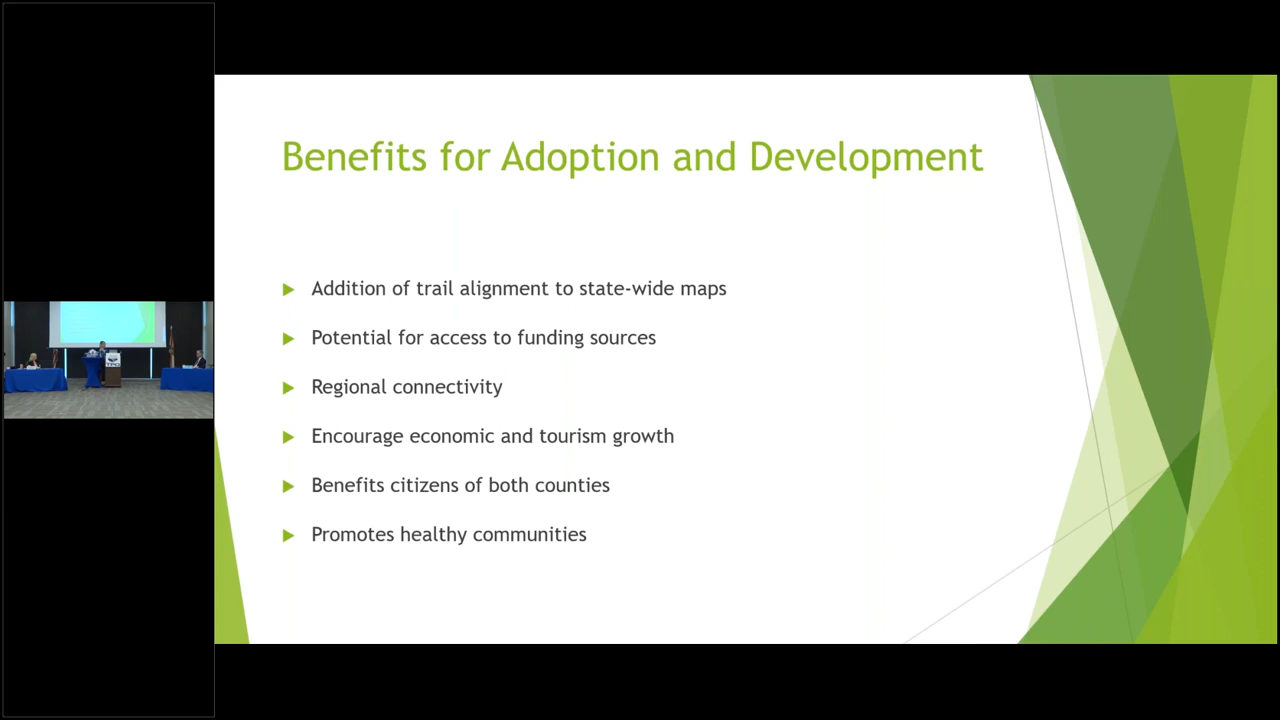 Benefits for Adoption and Development
Addition of trail alignment to state-wide maps
Potential for access to funding sources
Regional connectivity
Encourage economic and tourism growth
Benefits citizens of both counties
Promotes healthy communities